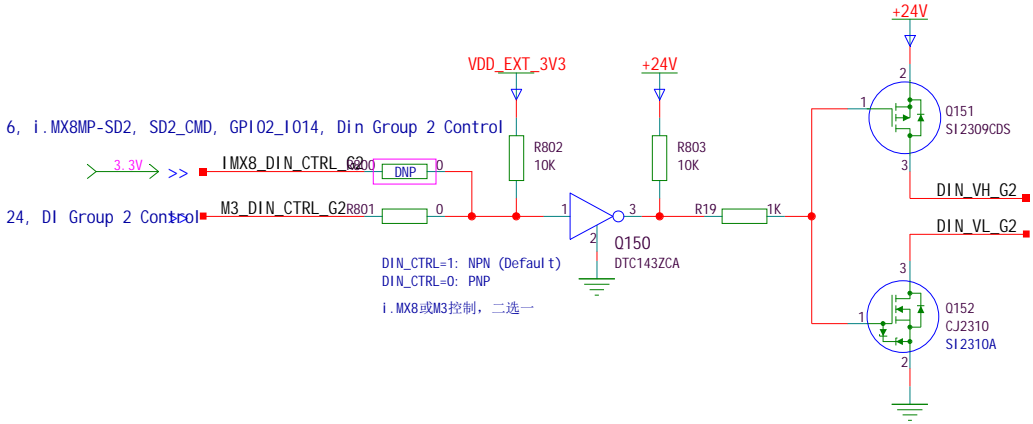 +24V
VDD_EXT_3V3
+24V
2
Q151
SI2309CDS
1
3
6, i.MX8MP-SD2, SD2_CMD, GPIO2_IO14, Din Group 2 Control
R802
10K
R803
10K
3.3V
>>
IMX8_DIN_CTRL_G2
R800
DNP
0
DIN_VH_G2
24, DI Group 2 Control
>>
M3_DIN_CTRL_G2
R801
0
1
3
2
R19
1K
DIN_VL_G2
Q150
DTC143ZCA
DIN_CTRL=1: NPN (Default)
DIN_CTRL=0: PNP
i.MX8或M3控制，二选一
3
1
Q152
CJ2310
SI2310A
2